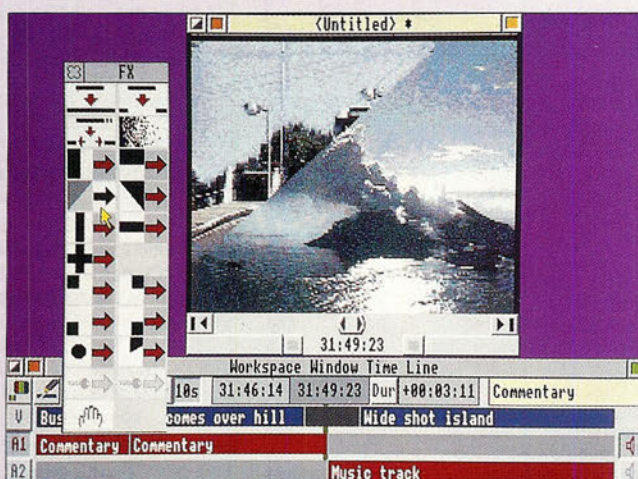 <Untitled> *
FX
31:49:23
Workspace Window Time Line
10s 31:46:14 31:49:23 Dur +00:03:11 Commentary
V Bus comes over hill Wide shot island
A1 Commentary Commentary
A2 Music track